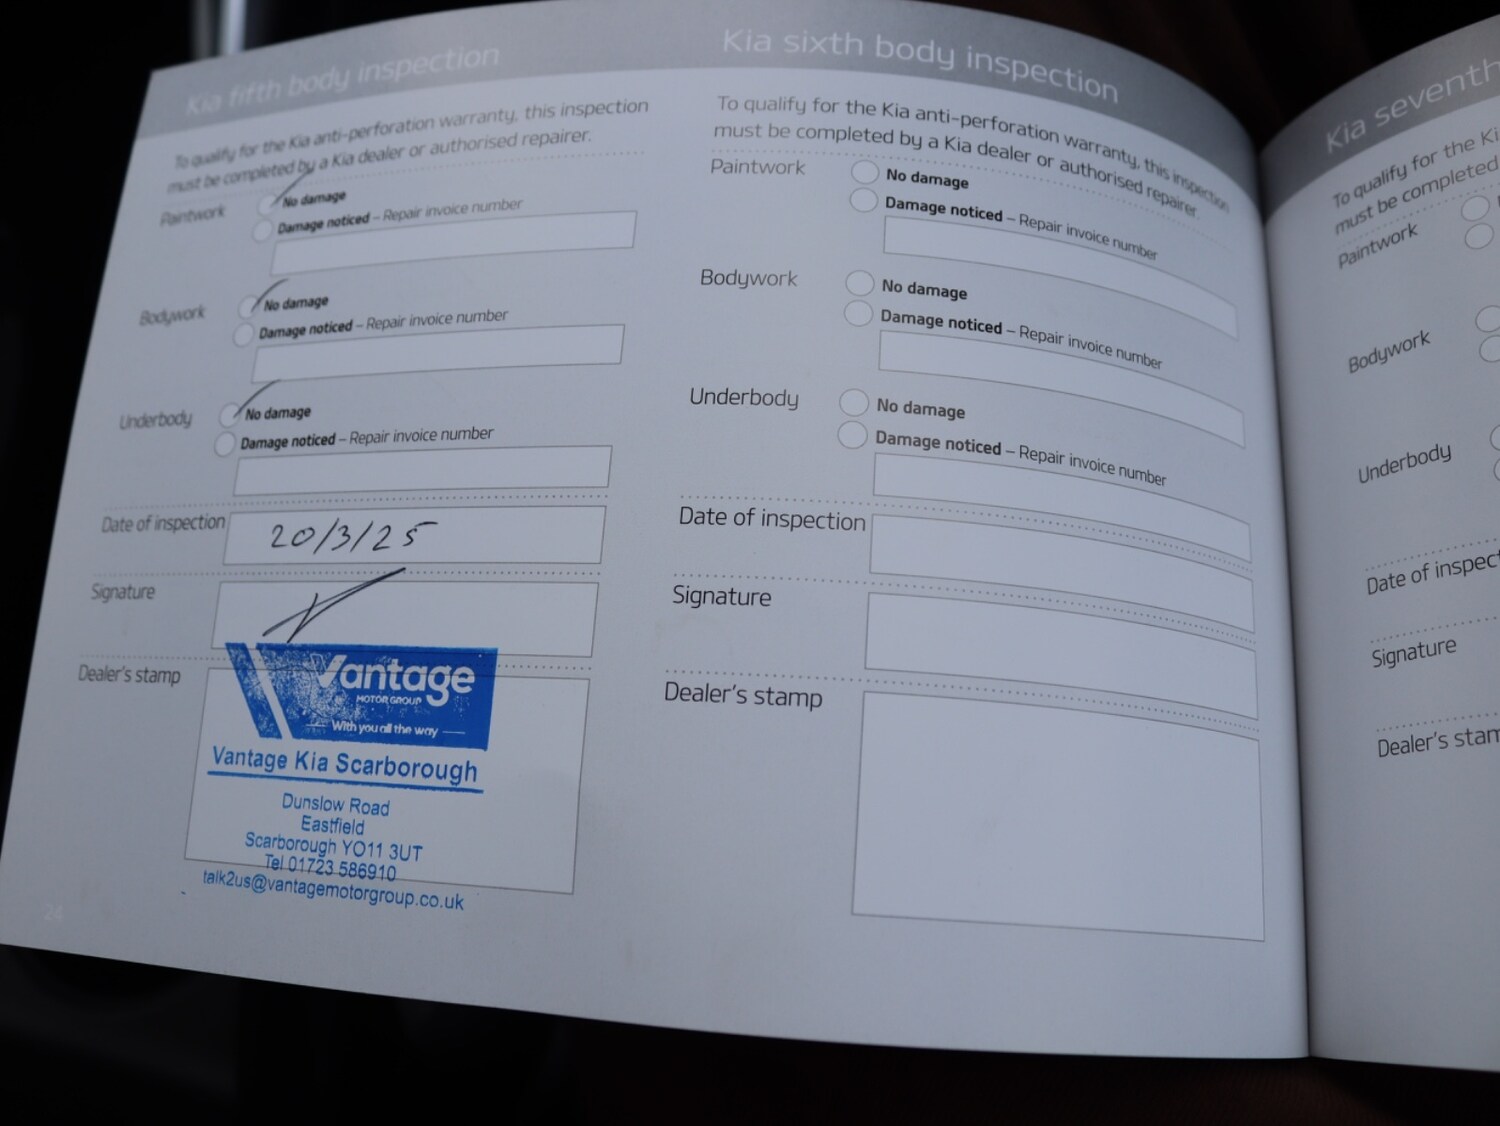 Kia fifth body inspection
To qualify for the Kia anti-perforation warranty, this inspection
must be completed by a Kia dealer or authorised repairer.
Paintwork
No damage
Damage noticed – Repair invoice number
Bodywork
No damage
Damage noticed – Repair invoice number
Underbody
No damage
Damage noticed – Repair invoice number
Date of inspection
20/3/25
Signature
Dealer's stamp
Vantage
MOTOR GROUP
With you all the way
Vantage Kia Scarborough
Dunslow Road
Eastfield
Scarborough YO11 3UT
Tel 01723 586910
talk2us@vantagemotorgroup.co.uk
24
Kia sixth body inspection
To qualify for the Kia anti-perforation warranty, this inspection
must be completed by a Kia dealer or authorised repairer.
Paintwork
No damage
Damage noticed – Repair invoice number
Bodywork
No damage
Damage noticed – Repair invoice number
Underbody
No damage
Damage noticed – Repair invoice number
Date of inspection
Signature
Dealer's stamp
Kia seventh
To qualify for the Ki
must be completed
Paintwork
Bodywork
Underbody
Date of inspect
Signature
Dealer's stam